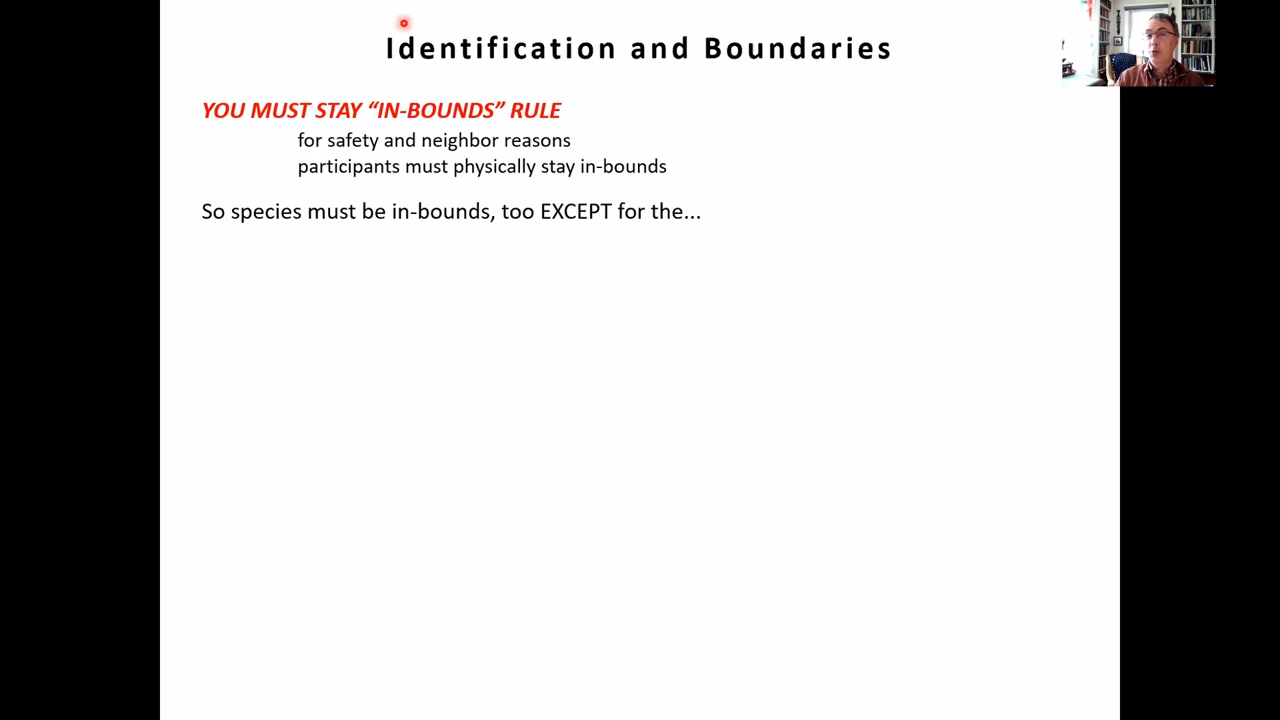 Identification and Boundaries
YOU MUST STAY “IN-BOUNDS” RULE
for safety and neighbor reasons
participants must physically stay in-bounds
So species must be in-bounds, too EXCEPT for the...